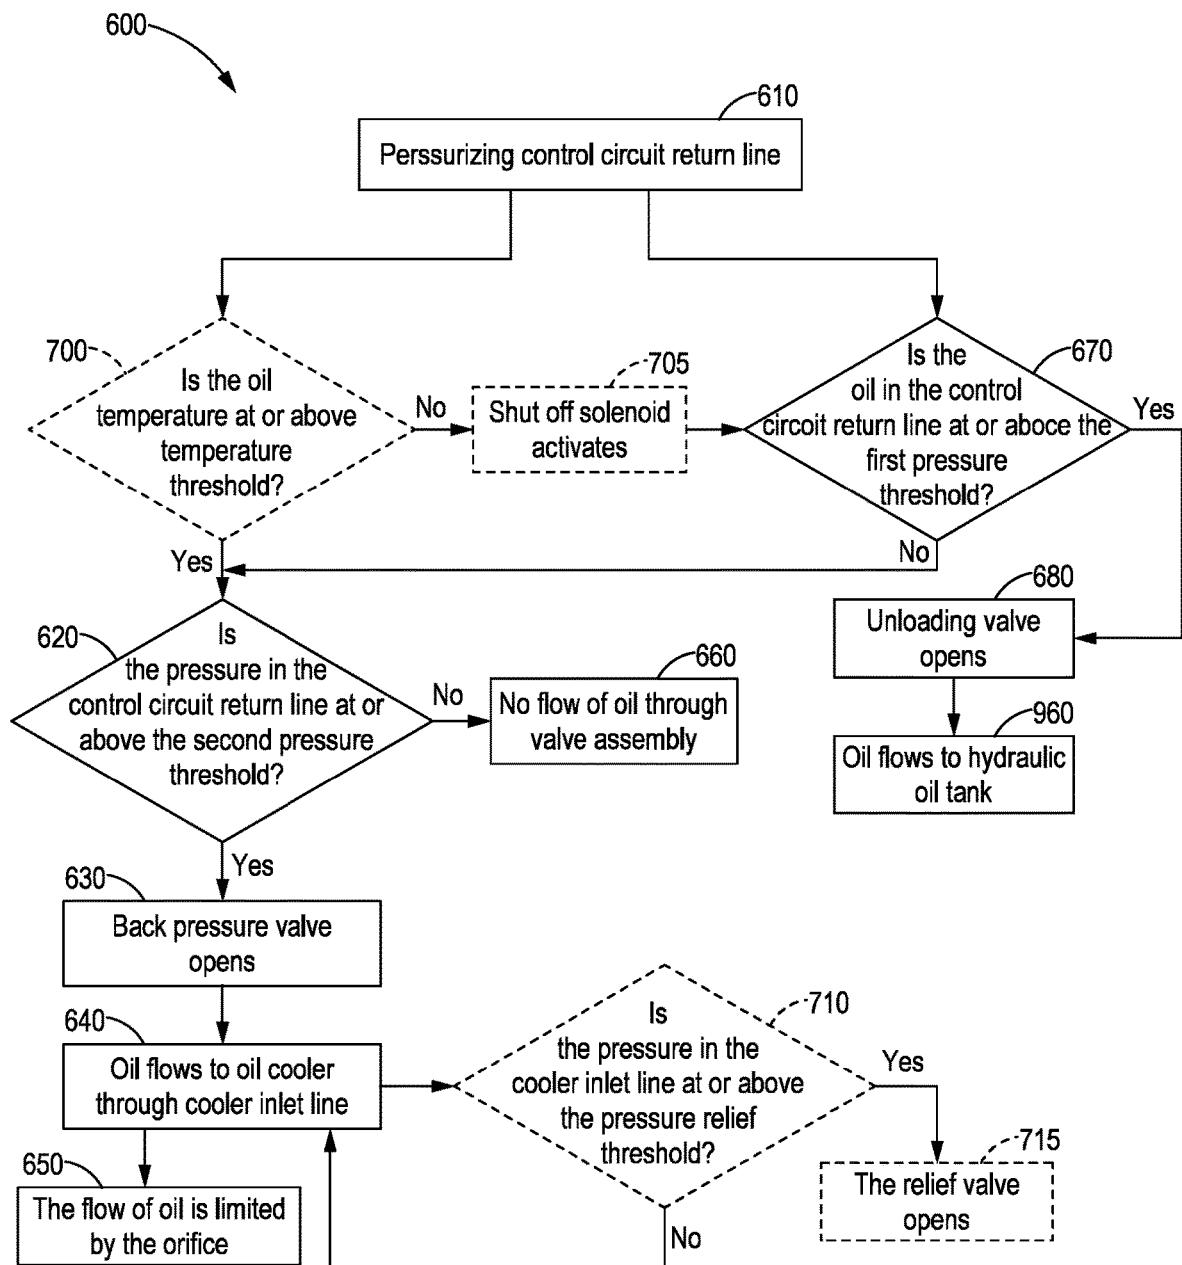 600
610
Perssurizing control circuit return line
700
Is the oil
temperature at or above
temperature
threshold?
No
705
Shut off solenoid
activates
670
Is the
oil in the control
circoit return line at or aboce the
first pressure
threshold?
Yes
Yes
No
620
Is
the pressure in the
control circuit return line at or
above the second pressure
threshold?
No
660
No flow of oil through
valve assembly
680
Unloading valve
opens
960
Oil flows to hydraulic
oil tank
Yes
630
Back pressure valve
opens
640
Oil flows to oil cooler
through cooler inlet line
710
Is
the pressure in the
cooler inlet line at or above
the pressure relief
threshold?
Yes
715
The relief valve
opens
650
The flow of oil is limited
by the orifice
No